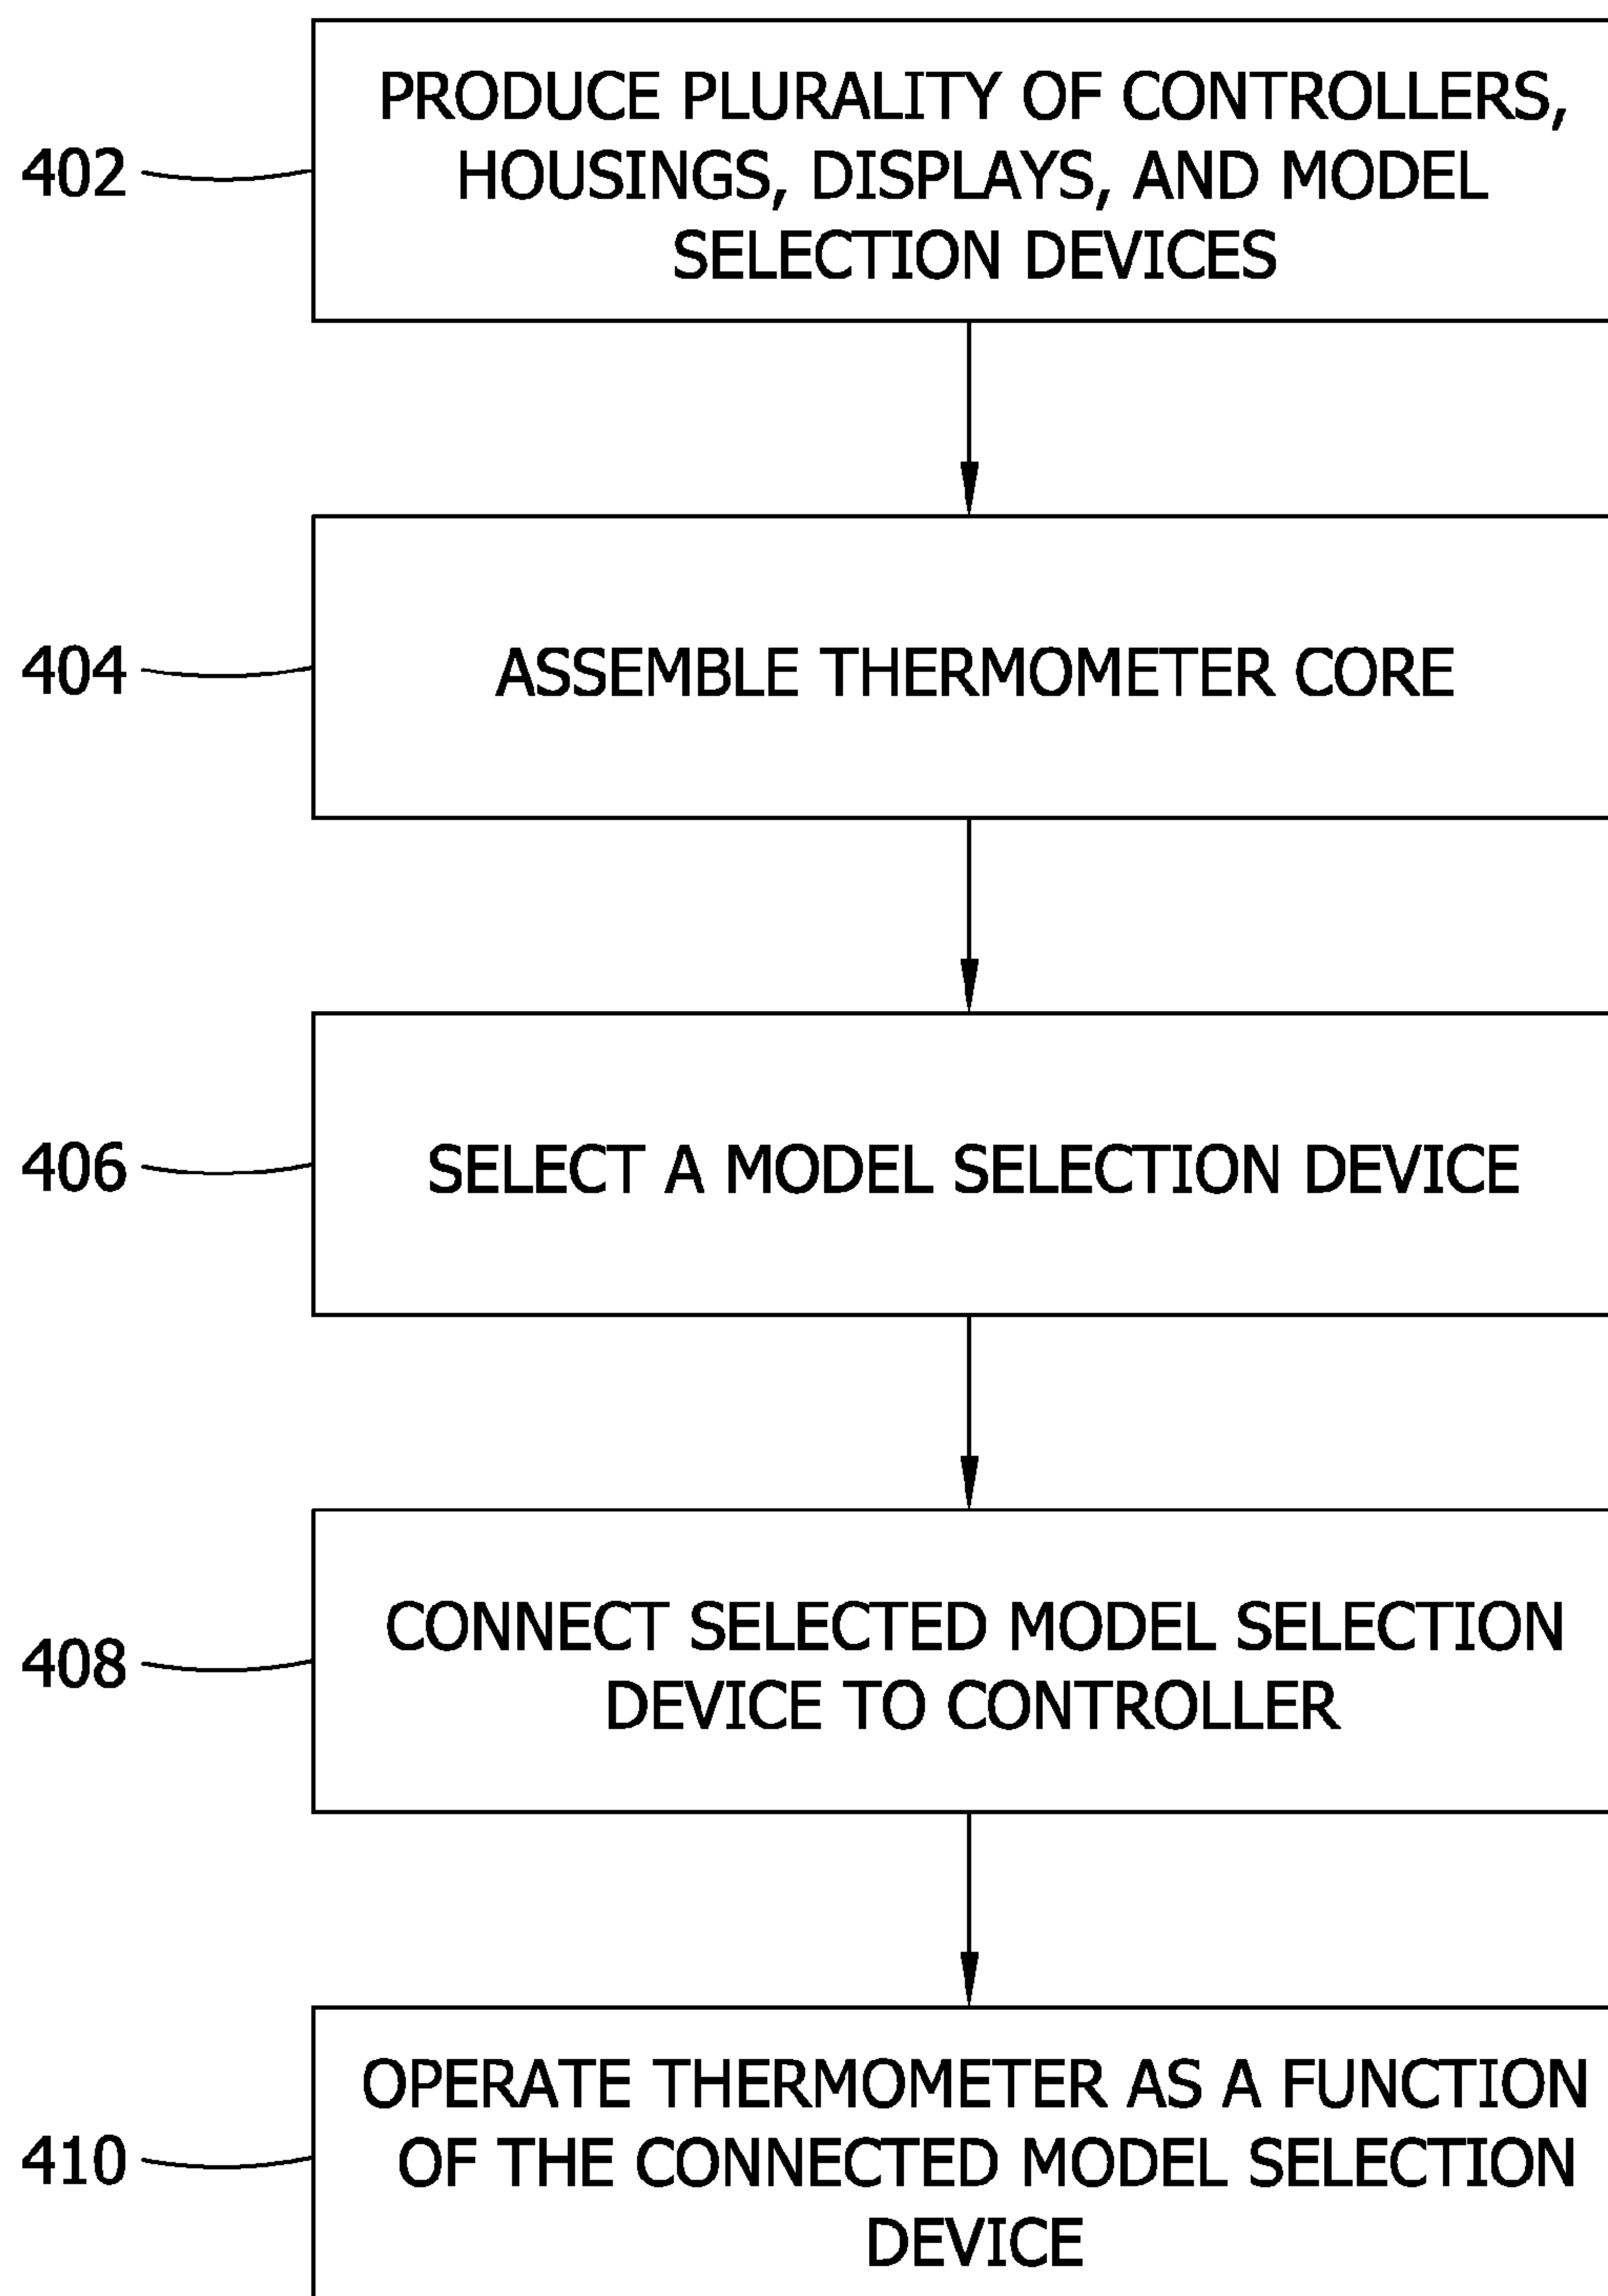 402
PRODUCE PLURALITY OF CONTROLLERS,
HOUSINGS, DISPLAYS, AND MODEL
SELECTION DEVICES
404
ASSEMBLE THERMOMETER CORE
406
SELECT A MODEL SELECTION DEVICE
408
CONNECT SELECTED MODEL SELECTION
DEVICE TO CONTROLLER
410
OPERATE THERMOMETER AS A FUNCTION
OF THE CONNECTED MODEL SELECTION
DEVICE